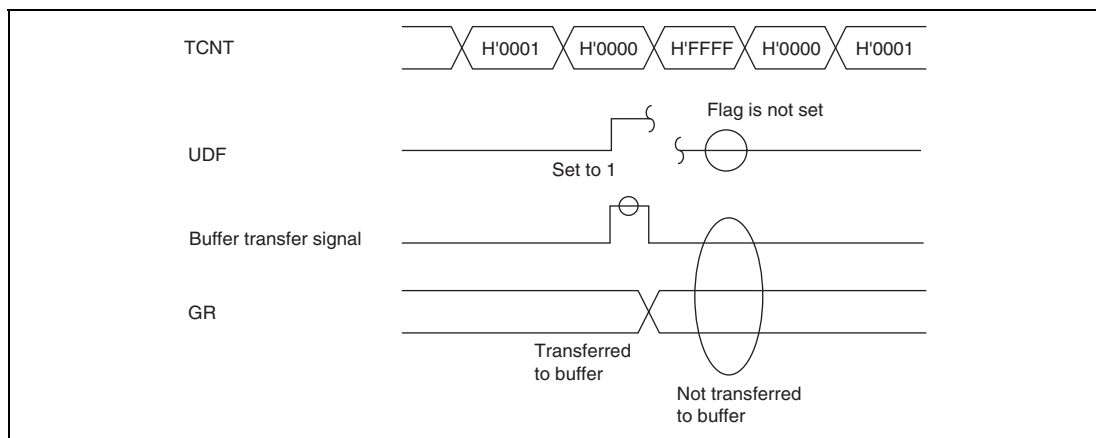 TCNT
H'0001
H'0000
H'FFFF
H'0000
H'0001
Flag is not set
UDF
Set to 1
Buffer transfer signal
GR
Transferred
to buffer
Not transferred
to buffer